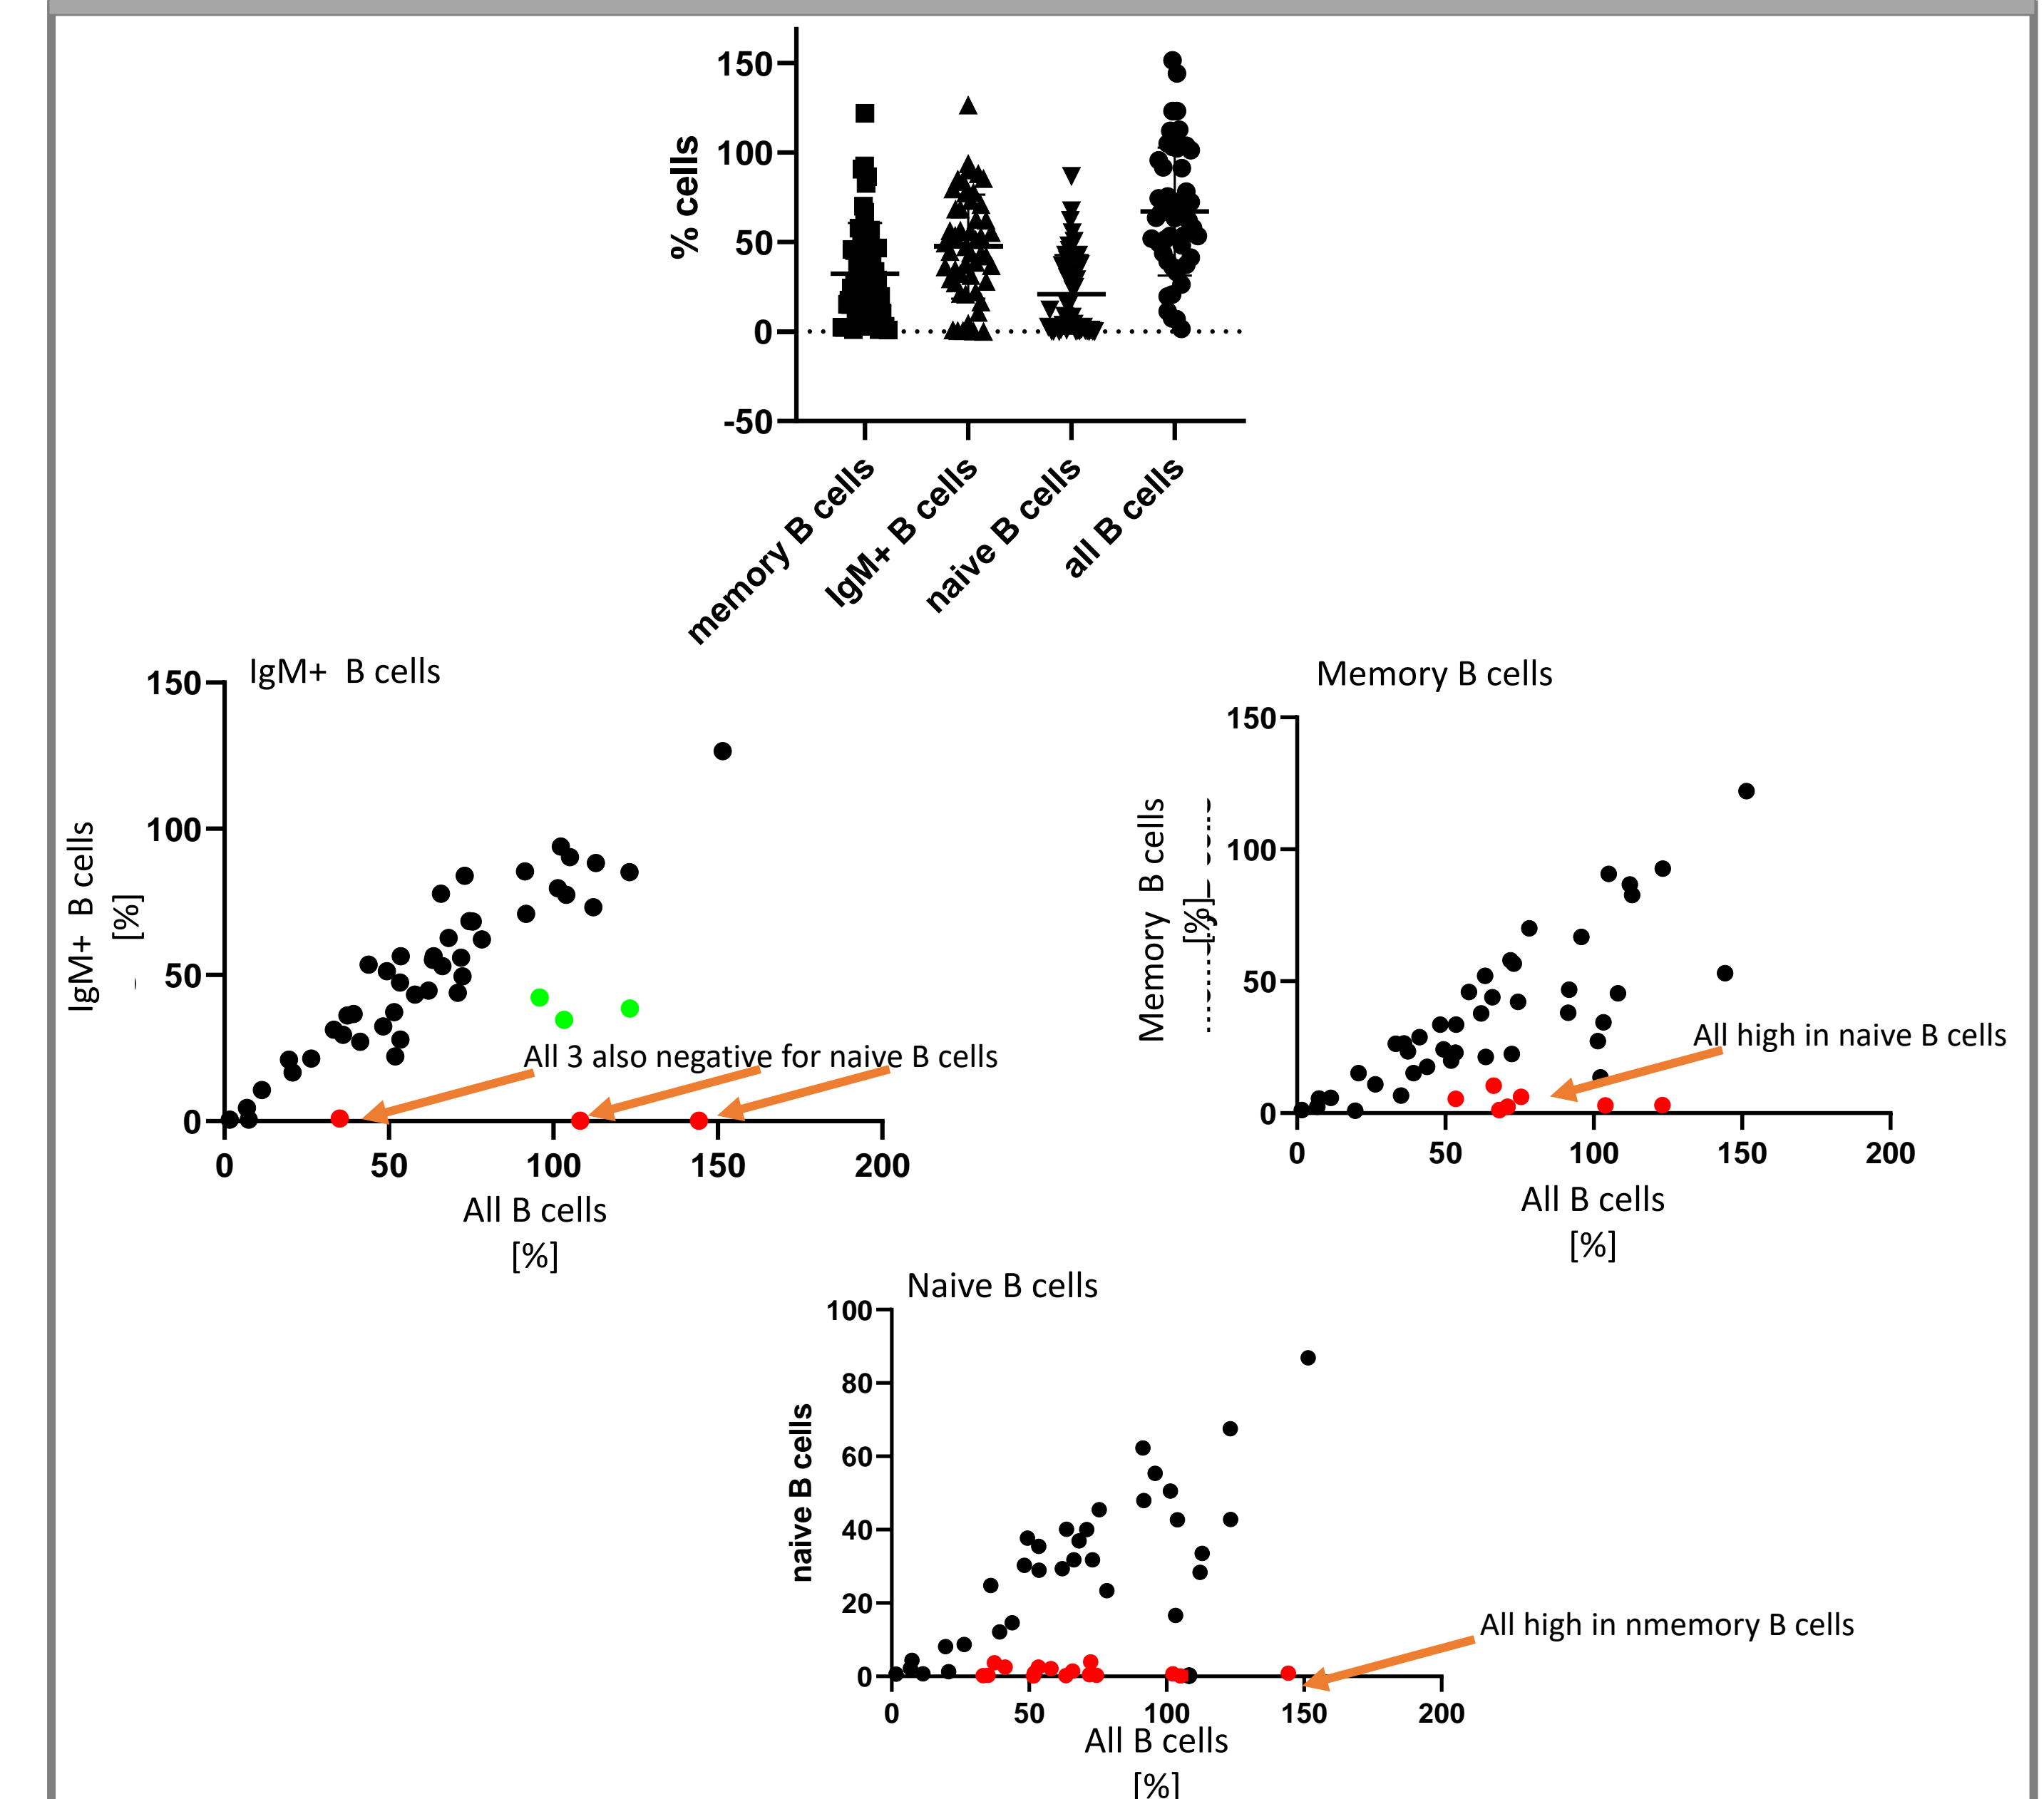 150
100
50
0
-50
% cells
memory B cells
IgM+ B cells
naive B cells
all B cells
IgM+  B cells
150
100
50
0
IgM+  B cells
[%]
All 3 also negative for naive B cells
0
50
100
150
200
All B cells
[%]
Memory B cells
150
100
50
0
Memory  B cells
[%]
All high in naive B cells
0
50
100
150
200
All B cells
[%]
Naive B cells
100
80
60
40
20
0
naive B cells
All high in nmemory B cells
0
50
100
150
200
All B cells
[%]